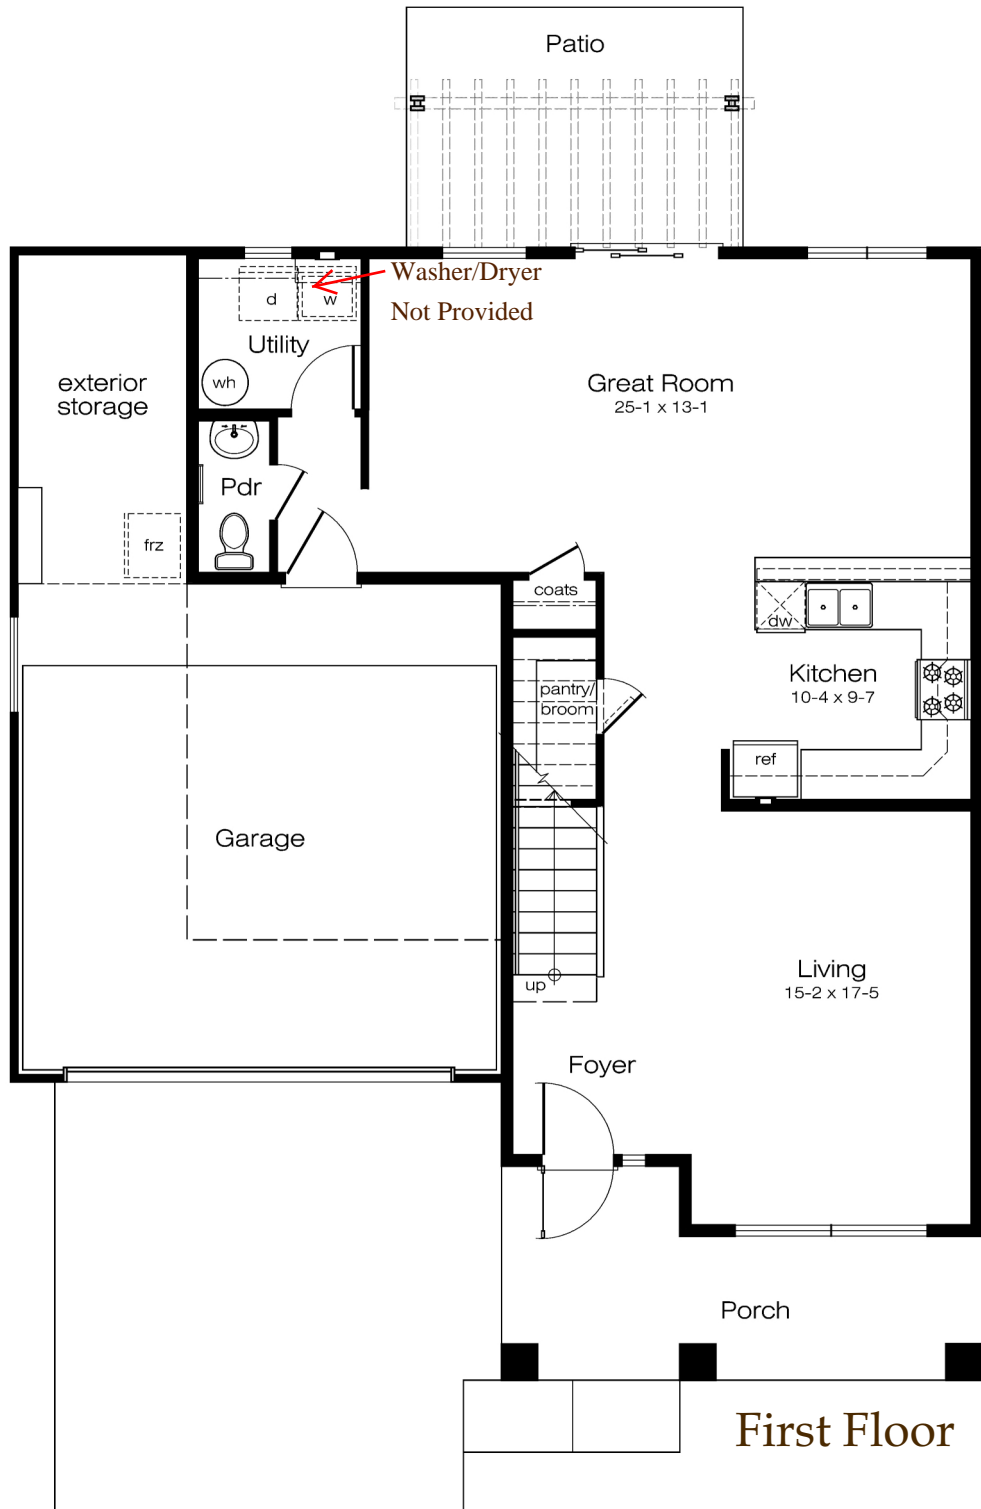 Patio
Washer/Dryer
Not Provided
d
w
Utility
wh
exterior
storage
Great Room
25-1 x 13-1
Pdr
frz
coats
dw
Kitchen
10-4 x 9-7
pantry/
broom
ref
Garage
Living
15-2 x 17-5
up
Foyer
Porch
First Floor